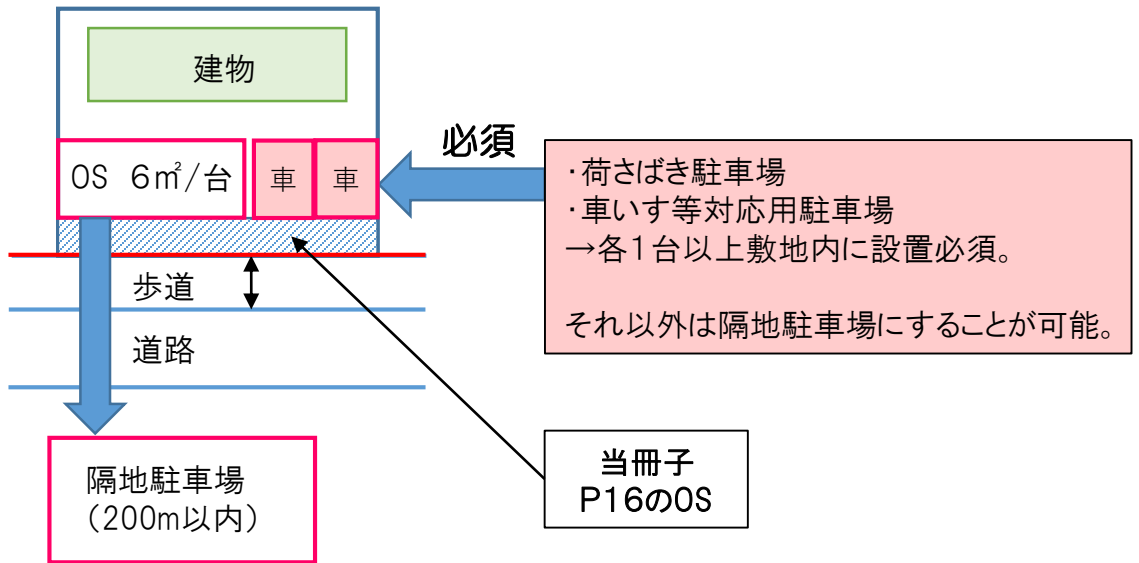 建物
必須
OS 6㎡/台
車
車
・荷さばき駐車場
・車いす等対応用駐車場
→各1台以上敷地内に設置必須。
それ以外は隔地駐車場にすることが可能。
歩道
道路
隔地駐車場
(200m以内)
当冊子
P16のOS